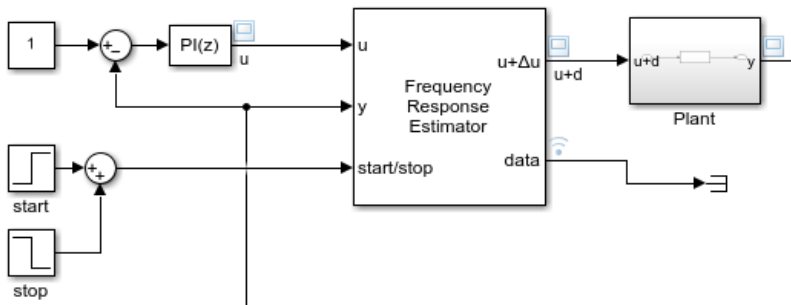 1
+
−
PI(z)
u
u
u+Δu
u+d
u+d
y
Plant
y
Frequency
Response
Estimator
start/stop
data
+
+
start
stop